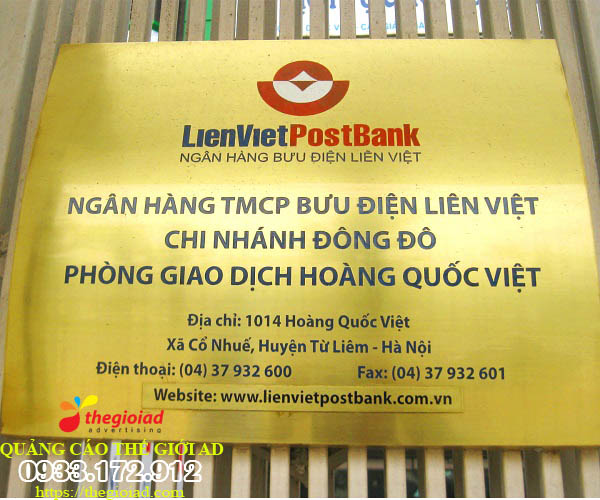 LienVietPostBank
NGÂN HÀNG BƯU ĐIỆN LIÊN VIỆT
NGÂN HÀNG TMCP BƯU ĐIỆN LIÊN VIỆT
CHI NHÁNH ĐÔNG ĐÔ
PHÒNG GIAO DỊCH HOÀNG QUỐC VIỆT
Địa chỉ: 1014 Hoàng Quốc Việt
Xã Cổ Nhuế, Huyện Từ Liêm - Hà Nội
Điện thoại: (04) 37 932 600 Fax: (04) 37 932 601
Website: www.lienvietpostbank.com.vn
thegioiad
advertising
QUẢNG CÁO THẾ GIỚI AD
0933.172.912
https://thegioiad.com